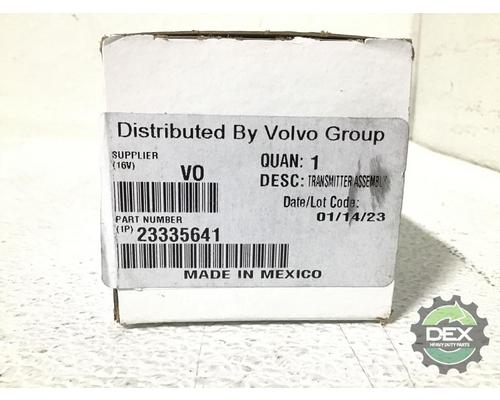 Distributed By Volvo Group
SUPPLIER
(16V)
VO
QUAN: 1
DESC: TRANSMITTER ASSEMBLY
Date/Lot Code:
01/14/23
PART NUMBER
(1P) 23335641
MADE IN MEXICO
DEX
HEAVY DUTY PARTS